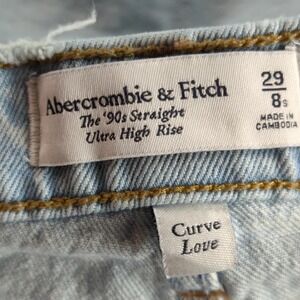 Abercrombie & Fitch
The '90s Straight
Ultra High Rise
29
8s
MADE IN
CAMBODIA
Curve
Love